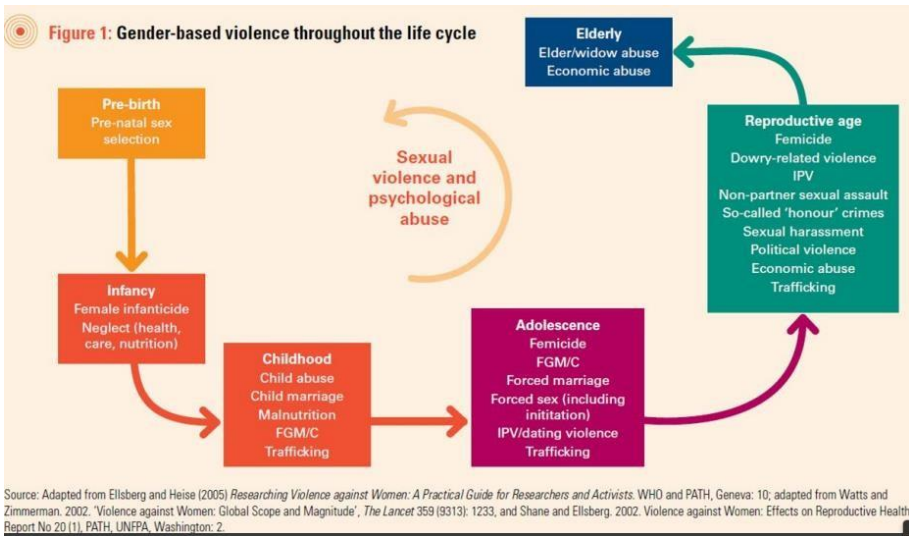 Figure 1: Gender-based violence throughout the life cycle
Pre-birth
Pre-natal sex
selection
Infancy
Female infanticide
Neglect (health,
care, nutrition)
Childhood
Child abuse
Child marriage
Malnutrition
FGM/C
Trafficking
Sexual
violence and
psychological
abuse
Adolescence
Femicide
FGM/C
Forced marriage
Forced sex (including
inititation)
IPV/dating violence
Trafficking
Reproductive age
Femicide
Dowry-related violence
IPV
Non-partner sexual assault
So-called ‘honour’ crimes
Sexual harassment
Political violence
Economic abuse
Trafficking
Elderly
Elder/widow abuse
Economic abuse
Source: Adapted from Ellsberg and Heise (2005) Researching Violence against Women: A Practical Guide for Researchers and Activists. WHO and PATH, Geneva: 10; adapted from Watts and
Zimmerman. 2002. ‘Violence against Women: Global Scope and Magnitude’, The Lancet 359 (9313): 1233, and Shane and Ellsberg. 2002. Violence against Women: Effects on Reproductive Health
Report No 20 (1), PATH, UNFPA, Washington: 2.